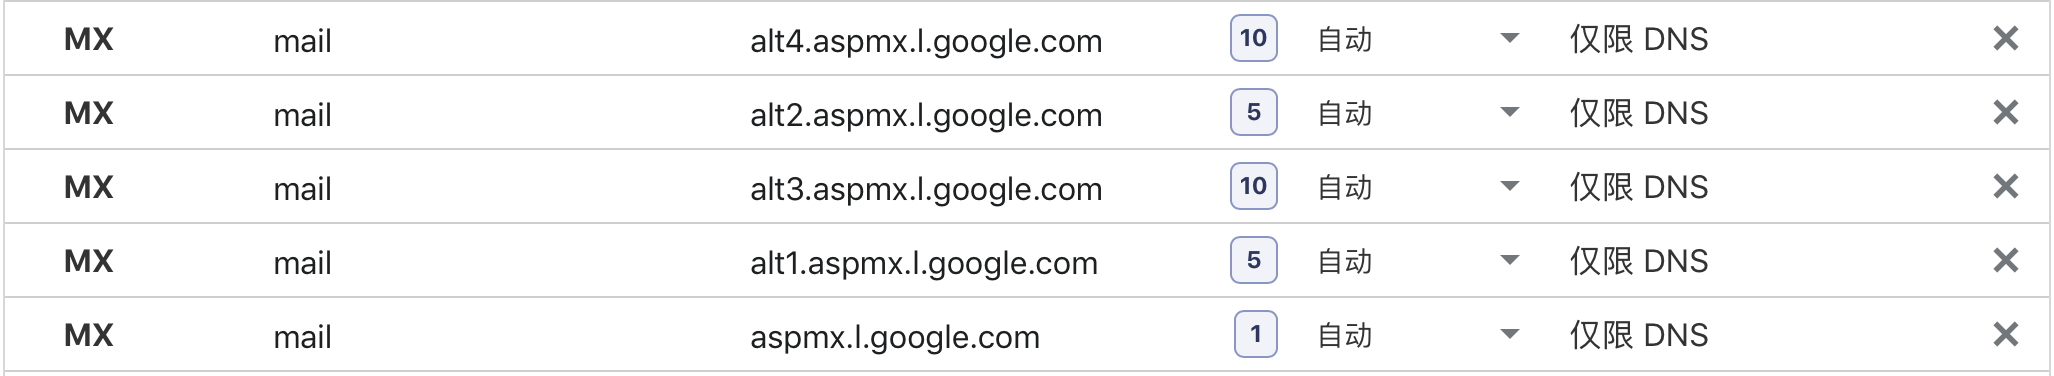 MX mail alt4.aspmx.l.google.com 10 自动 仅限 DNS
MX mail alt2.aspmx.l.google.com 5 自动 仅限 DNS
MX mail alt3.aspmx.l.google.com 10 自动 仅限 DNS
MX mail alt1.aspmx.l.google.com 5 自动 仅限 DNS
MX mail aspmx.l.google.com 1 自动 仅限 DNS